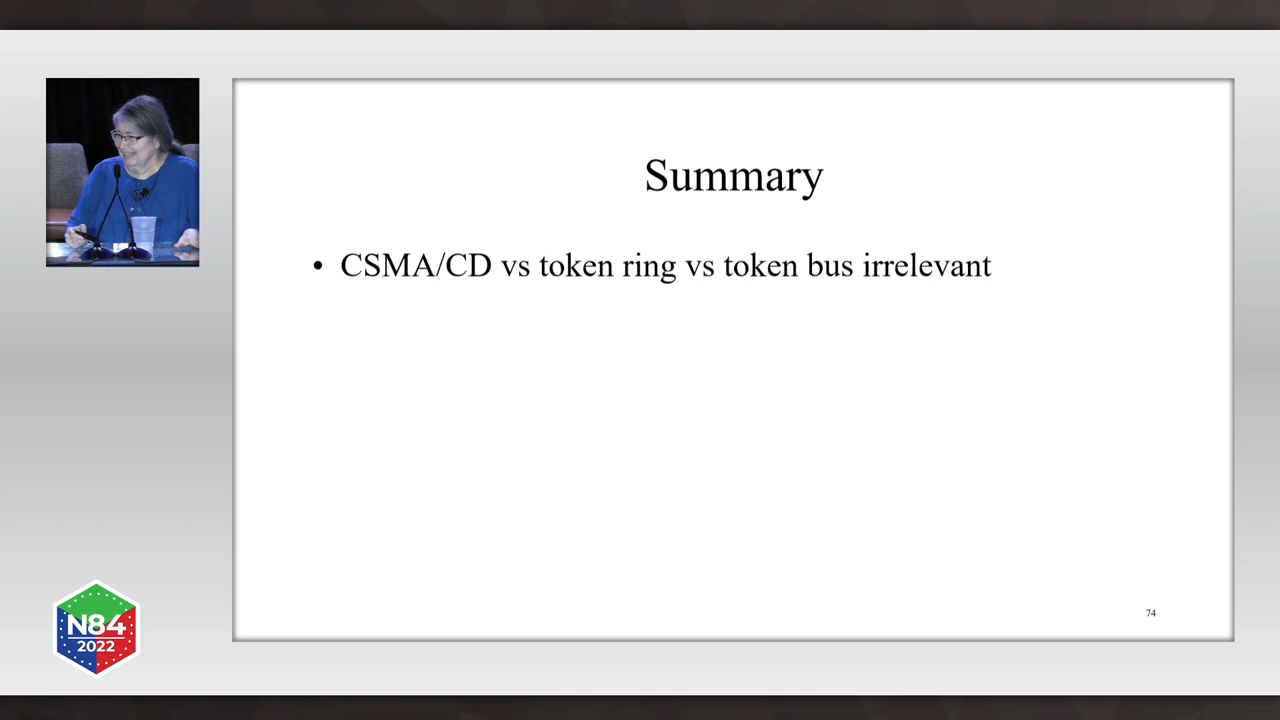 Summary
• CSMA/CD vs token ring vs token bus irrelevant
74
N84
2022